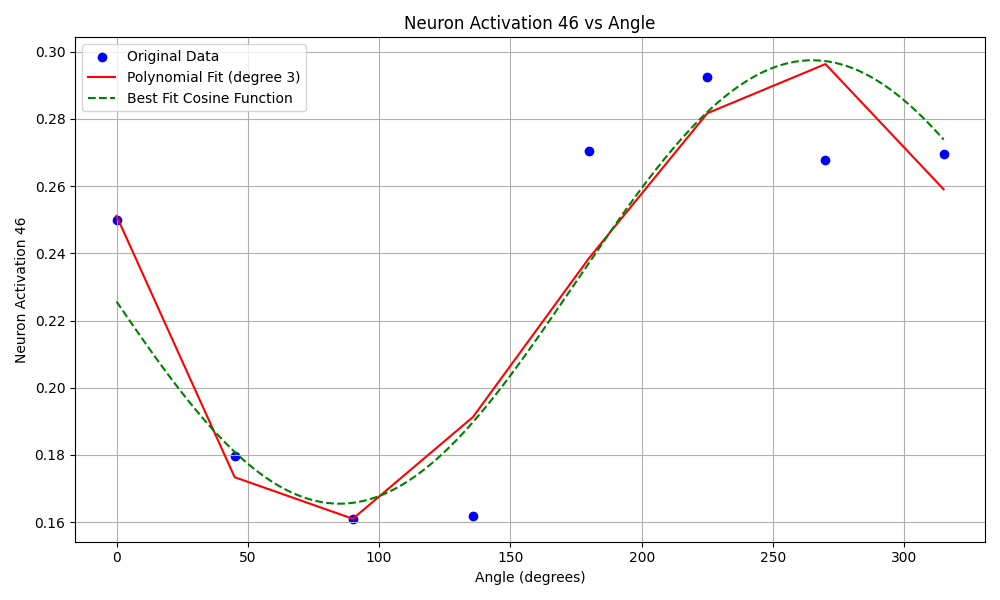 Neuron Activation 46 vs Angle
Original Data
Polynomial Fit (degree 3)
Best Fit Cosine Function
Neuron Activation 46
0.30
0.28
0.26
0.24
0.22
0.20
0.18
0.16
0
50
100
150
200
250
300
Angle (degrees)